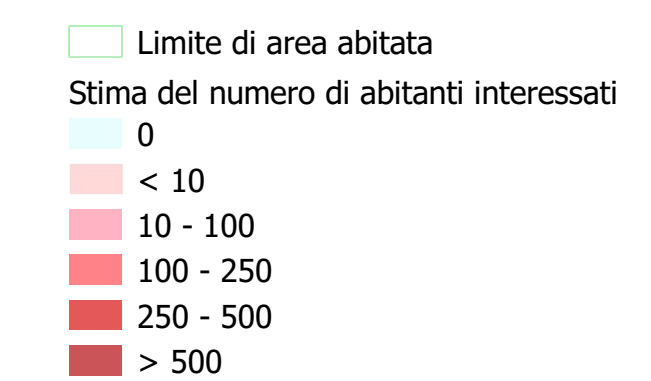 Limite di area abitata
Stima del numero di abitanti interessati
0
< 10
10 - 100
100 - 250
250 - 500
> 500